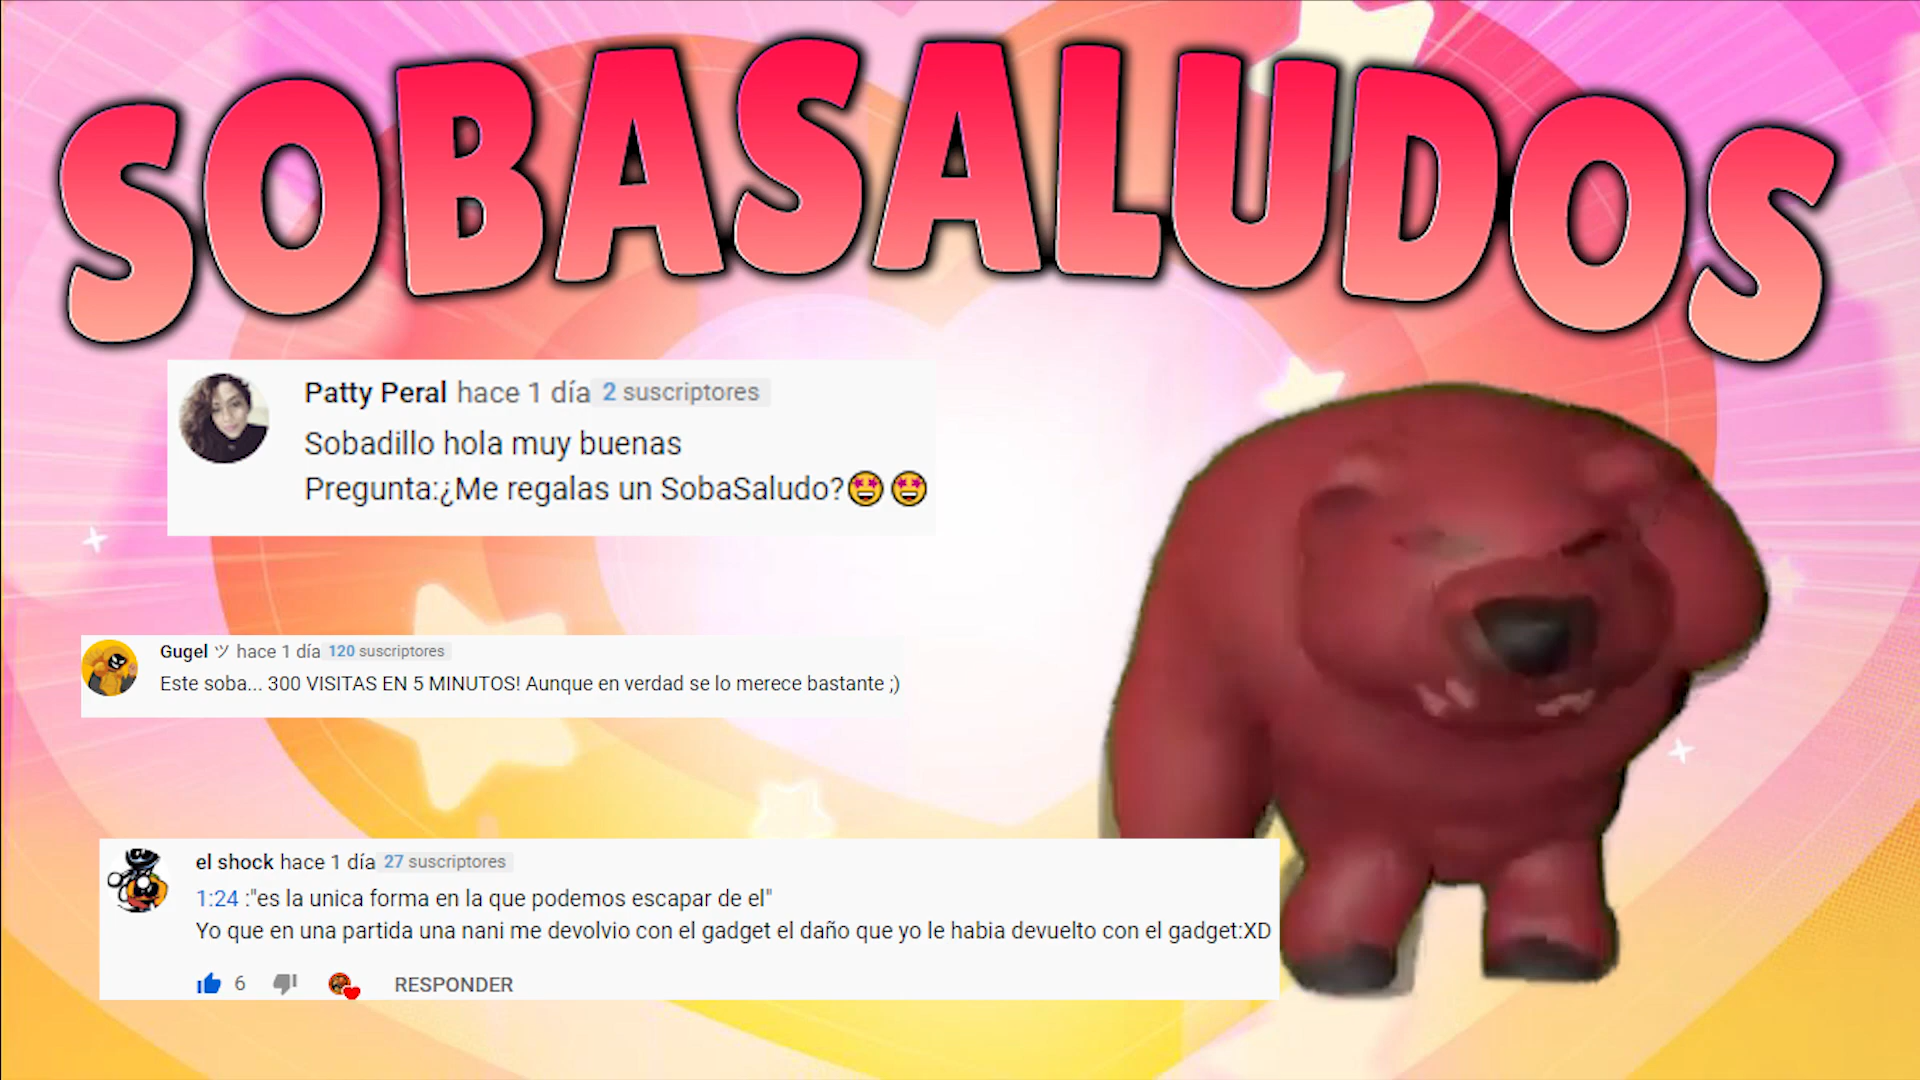 SOBASALUDOS
Patty Peral hace 1 día 2 suscriptores
Sobadillo hola muy buenas
Pregunta:¿Me regalas un SobaSaludo?🤩🤩
Gugel ツ hace 1 día 120 suscriptores
Este soba... 300 VISITAS EN 5 MINUTOS! Aunque en verdad se lo merece bastante ;)
el shock hace 1 día 27 suscriptores
1:24 :"es la unica forma en la que podemos escapar de el"
Yo que en una partida una nani me devolvio con el gadget el daño que yo le habia devuelto con el gadget:XD
6 RESPONDER